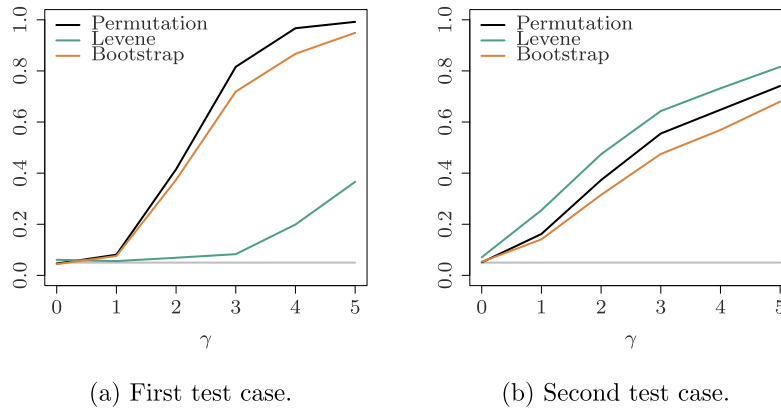 0.0 0.2 0.4 0.6 0.8 1.0
Permutation
Levene
Bootstrap
0 1 2 3 4 5
γ
(a) First test case.
0.0 0.2 0.4 0.6 0.8 1.0
Permutation
Levene
Bootstrap
0 1 2 3 4 5
γ
(b) Second test case.